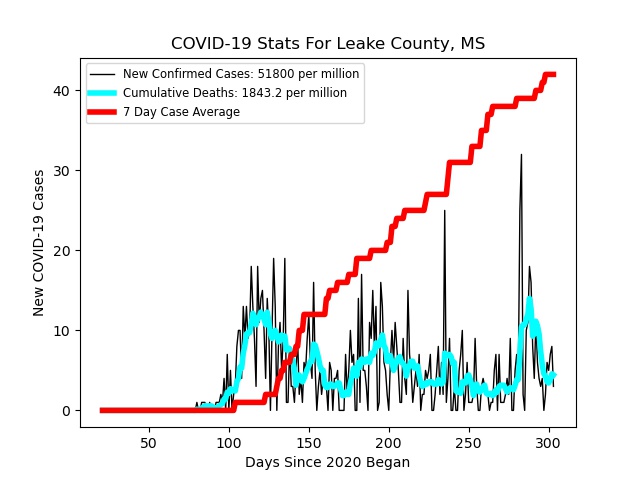 COVID-19 Stats For Leake County, MS
New Confirmed Cases: 51800 per million
Cumulative Deaths: 1843.2 per million
7 Day Case Average
New COVID-19 Cases
40
30
20
10
0
50 100 150 200 250 300
Days Since 2020 Began